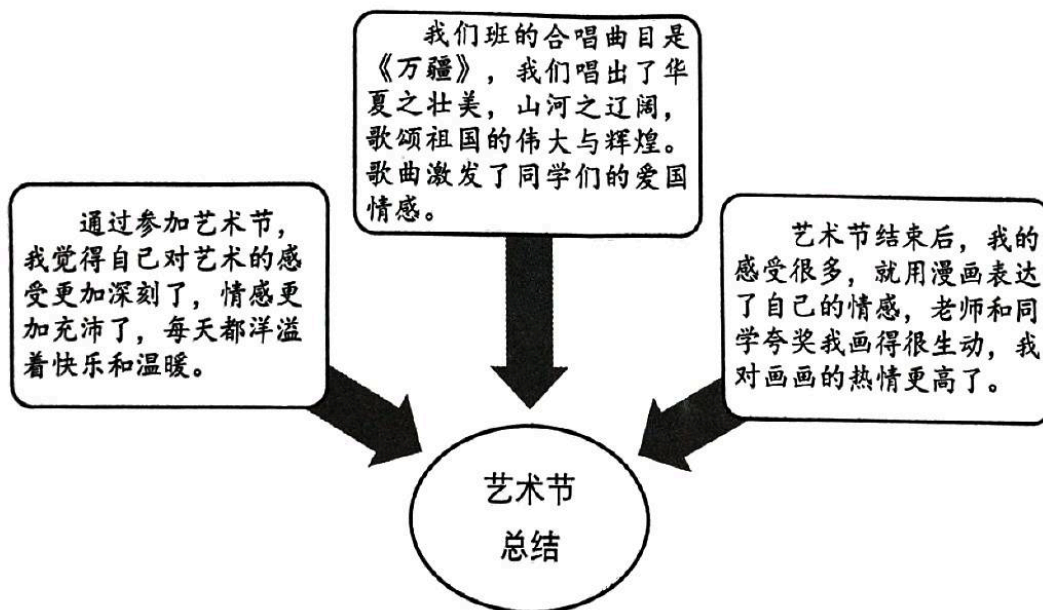 我们班的合唱曲目是
《万疆》，我们唱出了华
夏之壮美，山河之辽阔，
歌颂祖国的伟大与辉煌。
歌曲激发了同学们的爱国
情感。
通过参加艺术节，
我觉得自己对艺术的感
受更加深刻了，情感更
加充沛了，每天都洋溢
着快乐和温暖。
艺术节结束后，我的
感受很多，就用漫画表达
了自己的情感，老师和同
学夸奖我画得很生动，我
对画画的热情更高了。
艺术节
总结